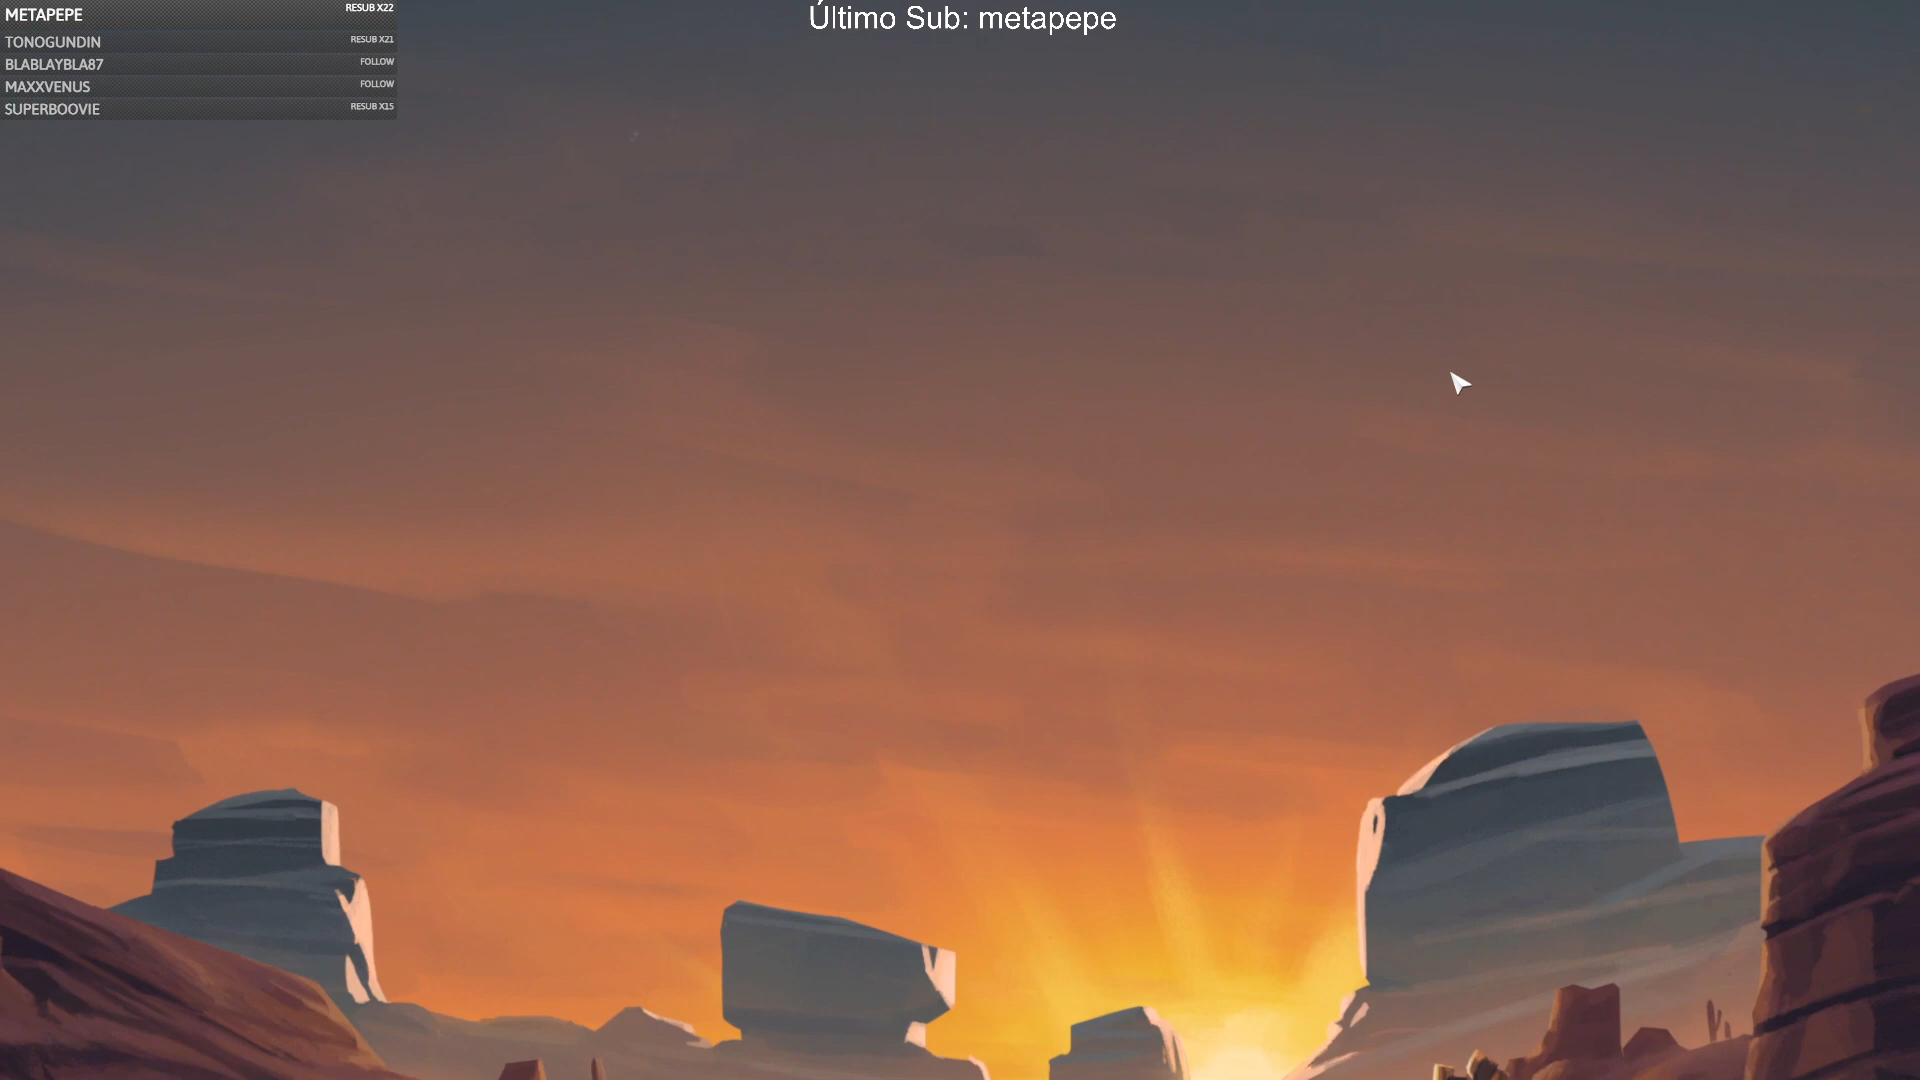 METAPEPE RESUB X22
Último Sub: metapepe
TONOGUNDIN RESUB X21
BLABLAYBLA87 FOLLOW
MAXXVENUS FOLLOW
SUPERBOOVIE RESUB X15